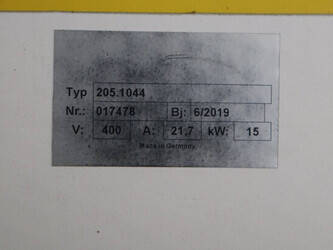 Typ 205.1044
Nr.: 017478 Bj: 6/2019
V: 400 A: 21,7 kW: 15
Made in Germany